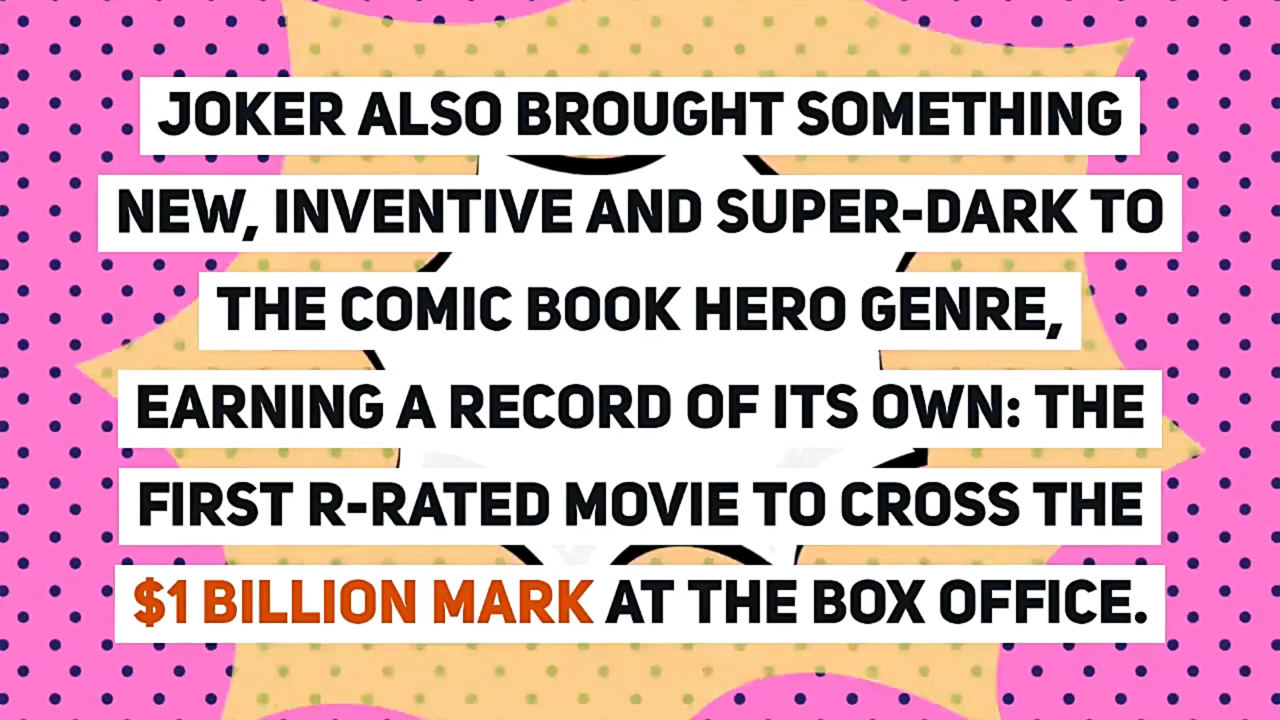 JOKER ALSO BROUGHT SOMETHING
NEW, INVENTIVE AND SUPER-DARK TO
THE COMIC BOOK HERO GENRE,
EARNING A RECORD OF ITS OWN: THE
FIRST R-RATED MOVIE TO CROSS THE
$1 BILLION MARK AT THE BOX OFFICE.